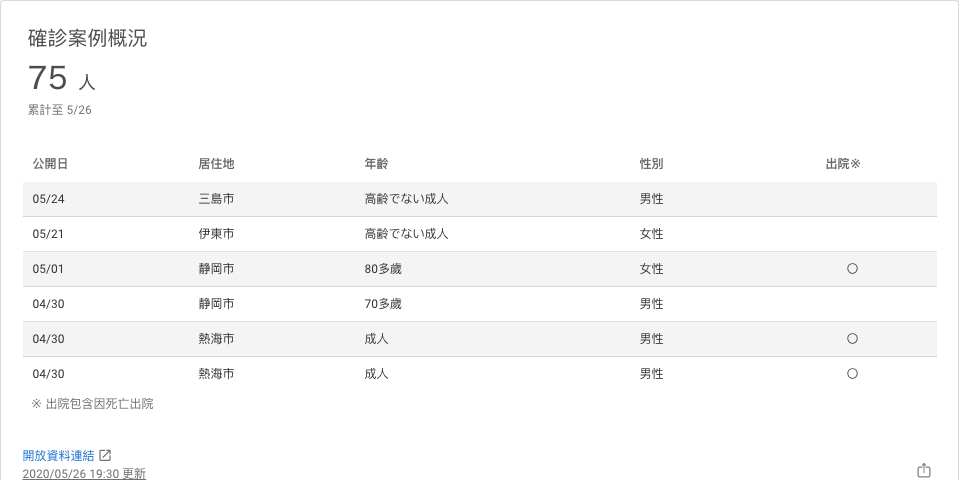 確診案例概況
75 人
累計至 5/26
公開日 居住地 年齡 性別 出院※
05/24 三島市 高齢でない成人 男性
05/21 伊東市 高齢でない成人 女性
05/01 静岡市 80多歲 女性 〇
04/30 静岡市 70多歲 男性
04/30 熱海市 成人 男性 〇
04/30 熱海市 成人 男性 〇
※ 出院包含因死亡出院
開放資料連結
2020/05/26 19:30 更新